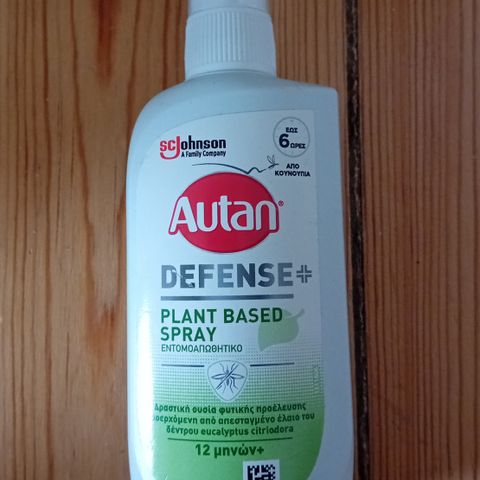 scJohnson
A Family Company
ΕΩΣ
6 ΩΡΕΣ
ΑΠΟ
ΚΟΥΝΟΥΠΙΑ
Autan®
DEFENSE+
PLANT BASED
SPRAY
ΕΝΤΟΜΟΑΠΩΘΗΤΙΚΟ
Δραστική ουσία φυτικής προέλευσης
από απεσταγμένο έλαιο του
δέντρου eucalyptus citriodora
12 μηνών+